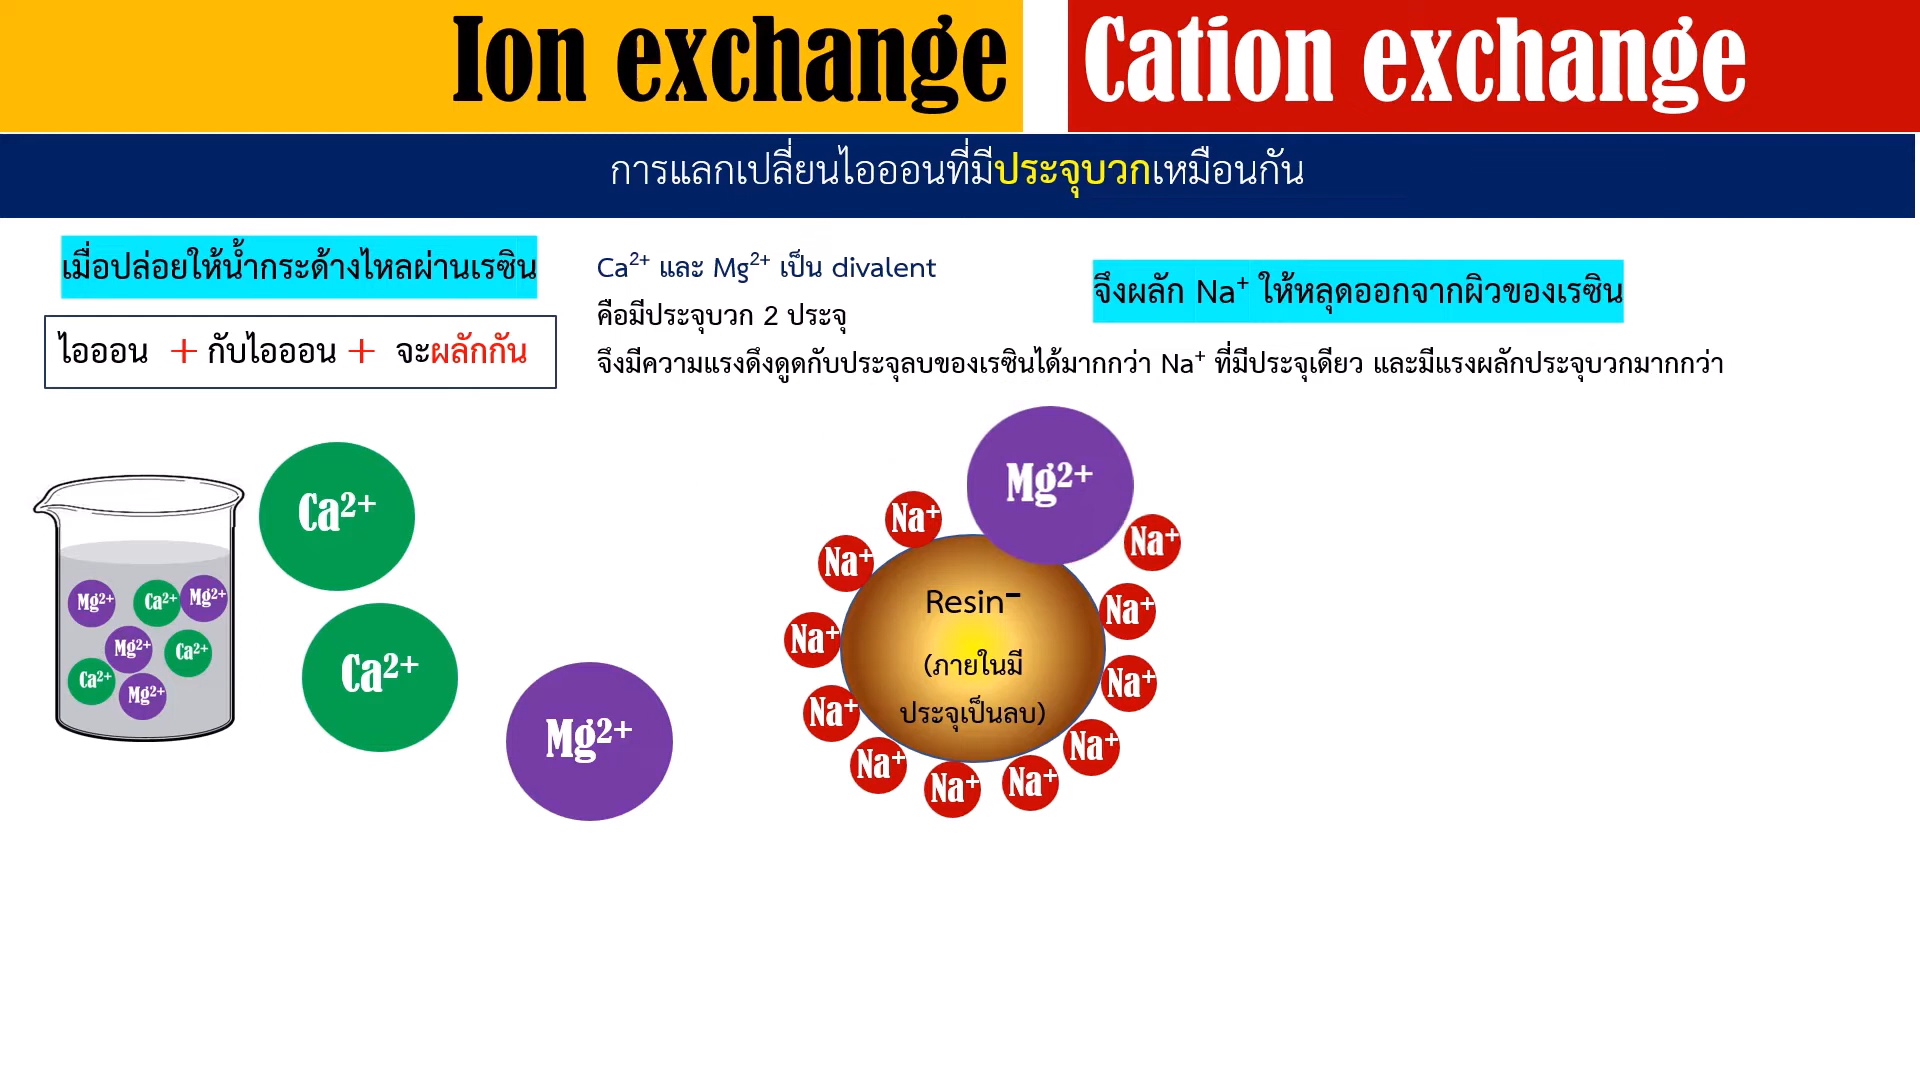 Ion exchange
Cation exchange
การแลกเปลี่ยนไอออนที่มีประจุบวกเหมือนกัน
เมื่อปล่อยให้น้ำกระด้างไหลผ่านเรซิน
ไอออน + กับไอออน + จะผลักกัน
Ca²⁺ และ Mg²⁺ เป็น divalent
คือมีประจุบวก 2 ประจุ
จึงมีความแรงดึงดูดกับประจุลบของเรซินได้มากกว่า Na⁺ ที่มีประจุเดียว และมีแรงผลักประจุบวกมากกว่า
จึงผลัก Na⁺ ให้หลุดออกจากผิวของเรซิน
Mg²⁺
Ca²⁺
Mg²⁺
Mg²⁺
Ca²⁺
Ca²⁺
Mg²⁺
Ca²⁺
Ca²⁺
Mg²⁺
Mg²⁺
Na⁺
Na⁺
Na⁺
Na⁺
Na⁺
Na⁺
Na⁺
Na⁺
Na⁺
Na⁺
Na⁺
Resin⁻
(ภายในมี
ประจุเป็นลบ)